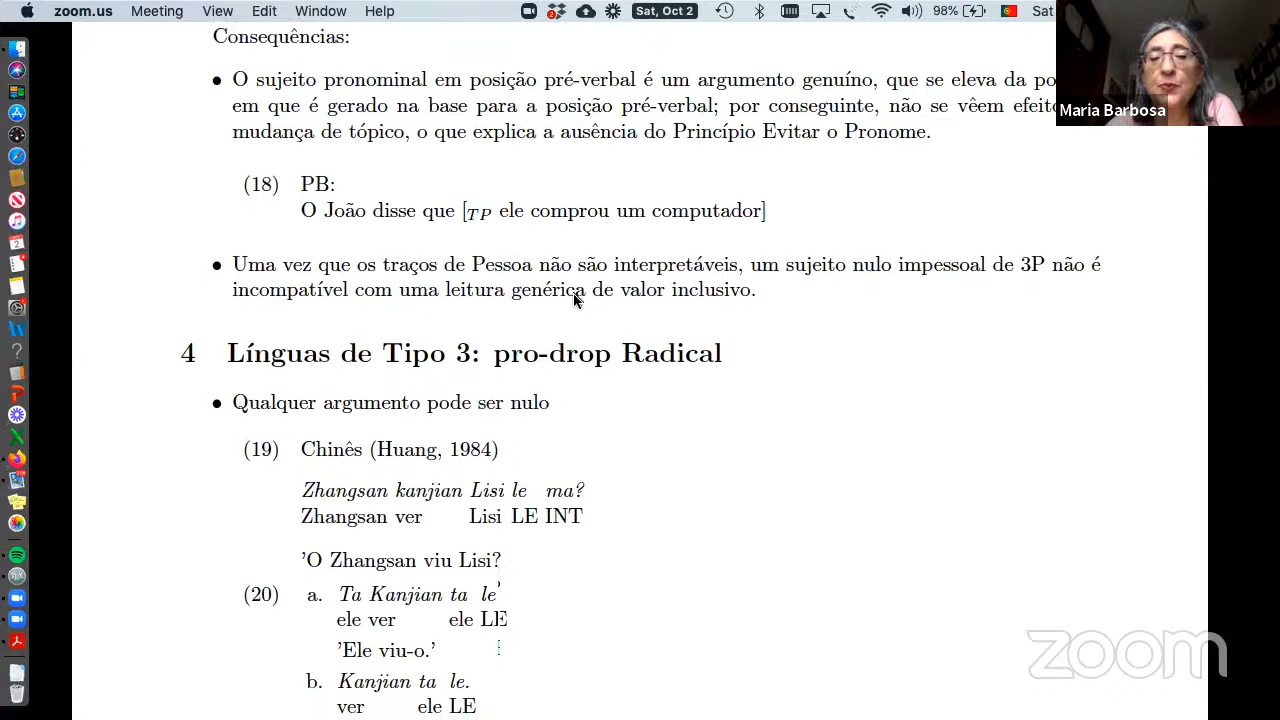 zoom.us Meeting View Edit Window Help Sat, Oct 2 98% Sat
Consequências:
• O sujeito pronominal em posição pré-verbal é um argumento genuíno, que se eleva da po
em que é gerado na base para a posição pré-verbal; por conseguinte, não se vêem efeito
mudança de tópico, o que explica a ausência do Princípio Evitar o Pronome.
Maria Barbosa
(18) PB:
O João disse que [TP ele comprou um computador]
• Uma vez que os traços de Pessoa não são interpretáveis, um sujeito nulo impessoal de 3P não é
incompatível com uma leitura genérica de valor inclusivo.
4 Línguas de Tipo 3: pro-drop Radical
• Qualquer argumento pode ser nulo
(19) Chinês (Huang, 1984)
Zhangsan kanjian Lisi le ma?
Zhangsan ver Lisi LE INT
'O Zhangsan viu Lisi?
(20) a. Ta Kanjian ta le'
ele ver ele LE
'Ele viu-o.'
b. Kanjian ta le.
ver ele LE
zoom